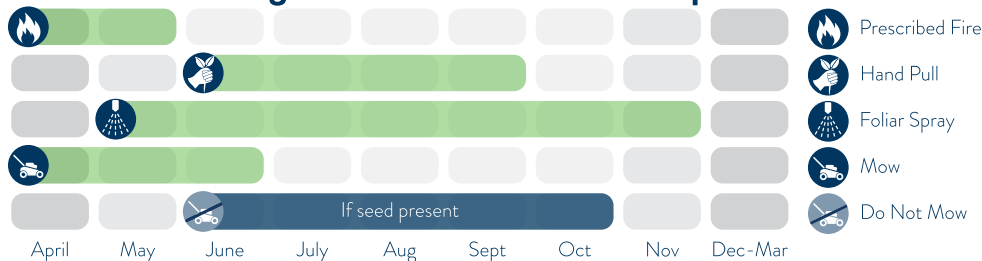 Prescribed Fire
Hand Pull
Foliar Spray
Mow
If seed present
Do Not Mow
April May June July Aug Sept Oct Nov Dec-Mar